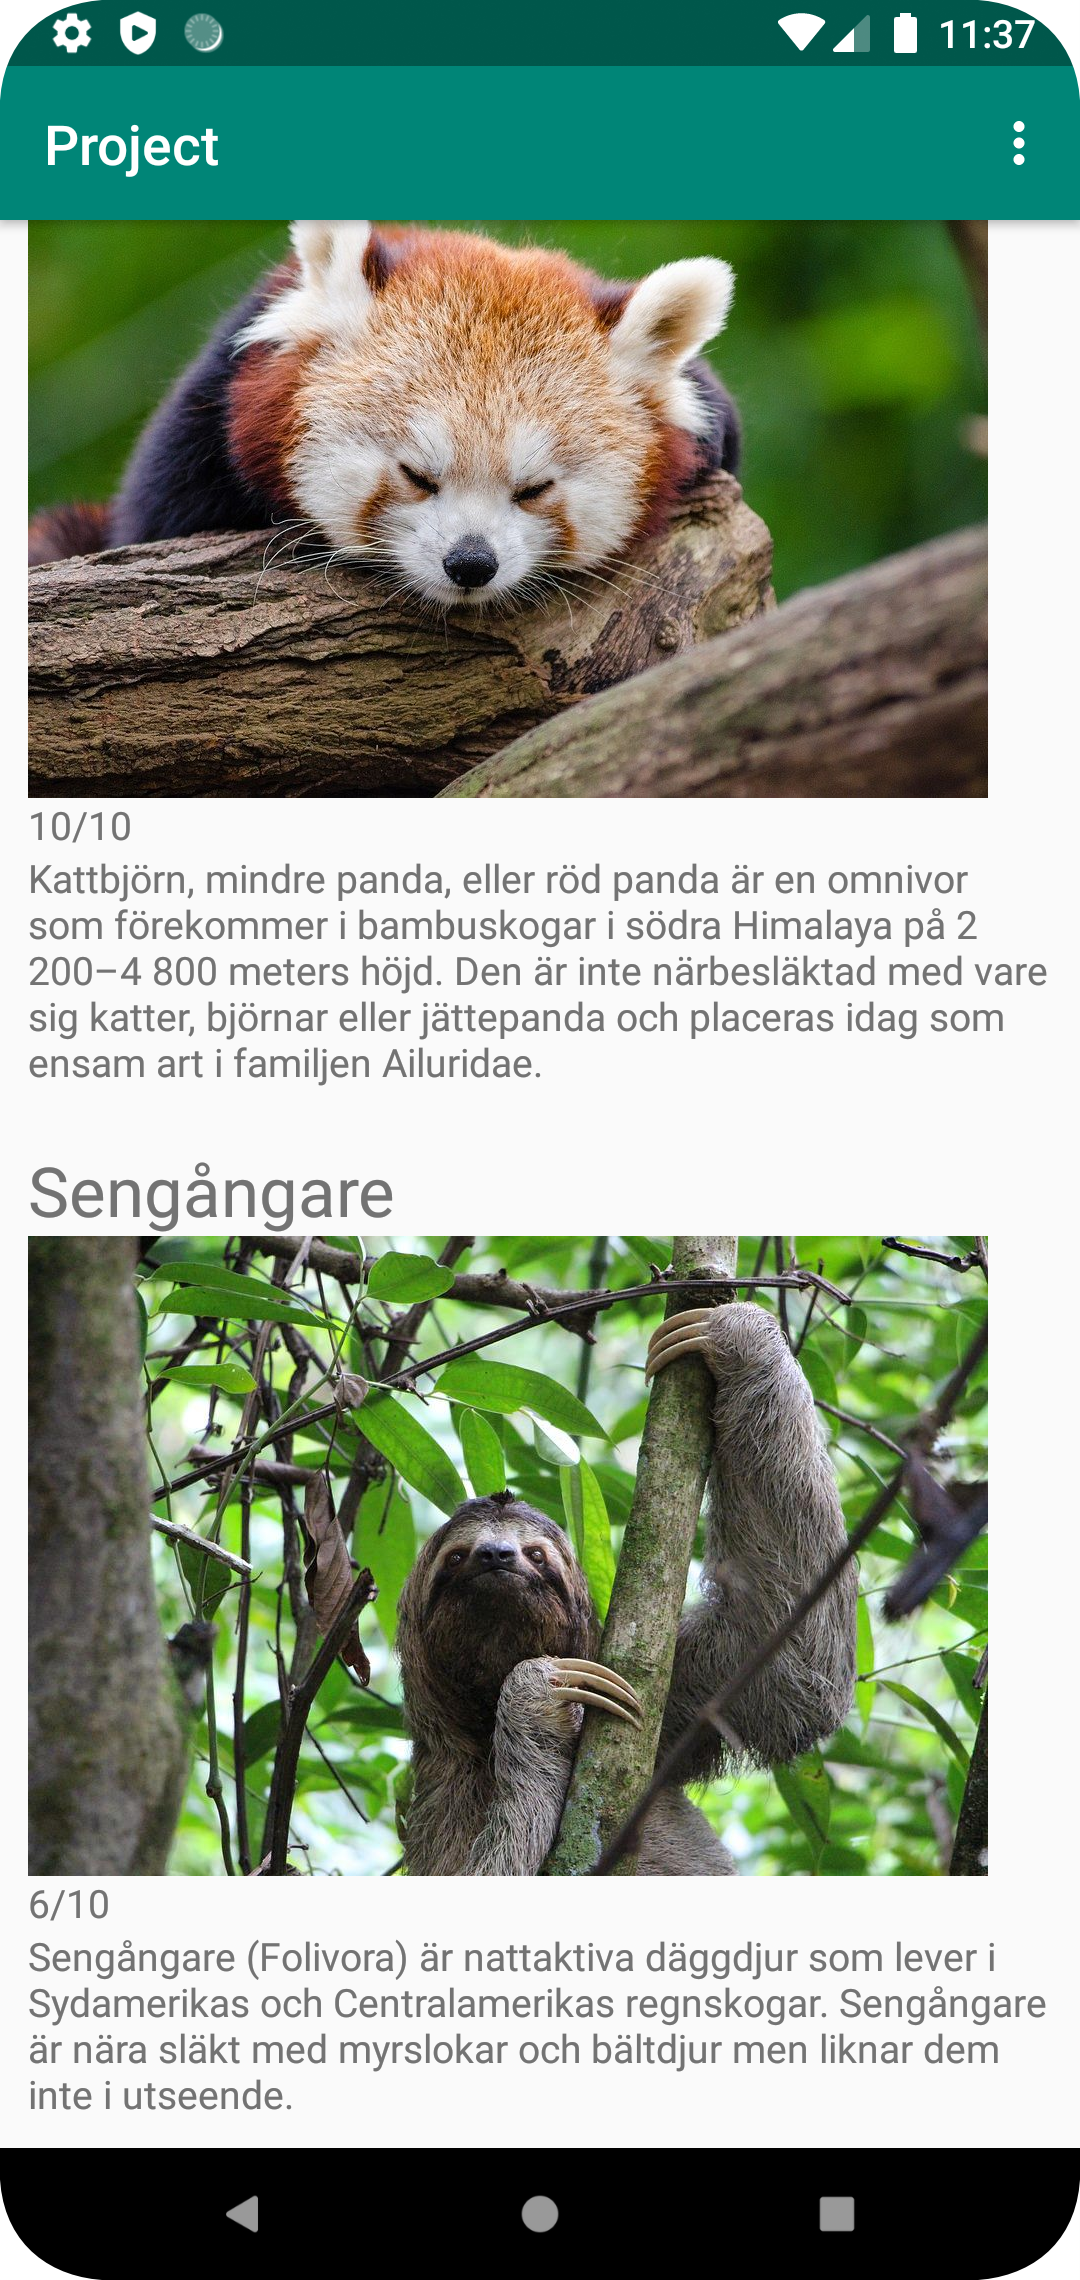 11:37
Project
10/10
Kattbjörn, mindre panda, eller röd panda är en omnivor
som förekommer i bambuskogar i södra Himalaya på 2
200–4 800 meters höjd. Den är inte närbesläktad med vare
sig katter, björnar eller jättepanda och placeras idag som
ensam art i familjen Ailuridae.
Sengångare
6/10
Sengångare (Folivora) är nattaktiva däggdjur som lever i
Sydamerikas och Centralamerikas regnskogar. Sengångare
är nära släkt med myrslokar och bältdjur men liknar dem
inte i utseende.